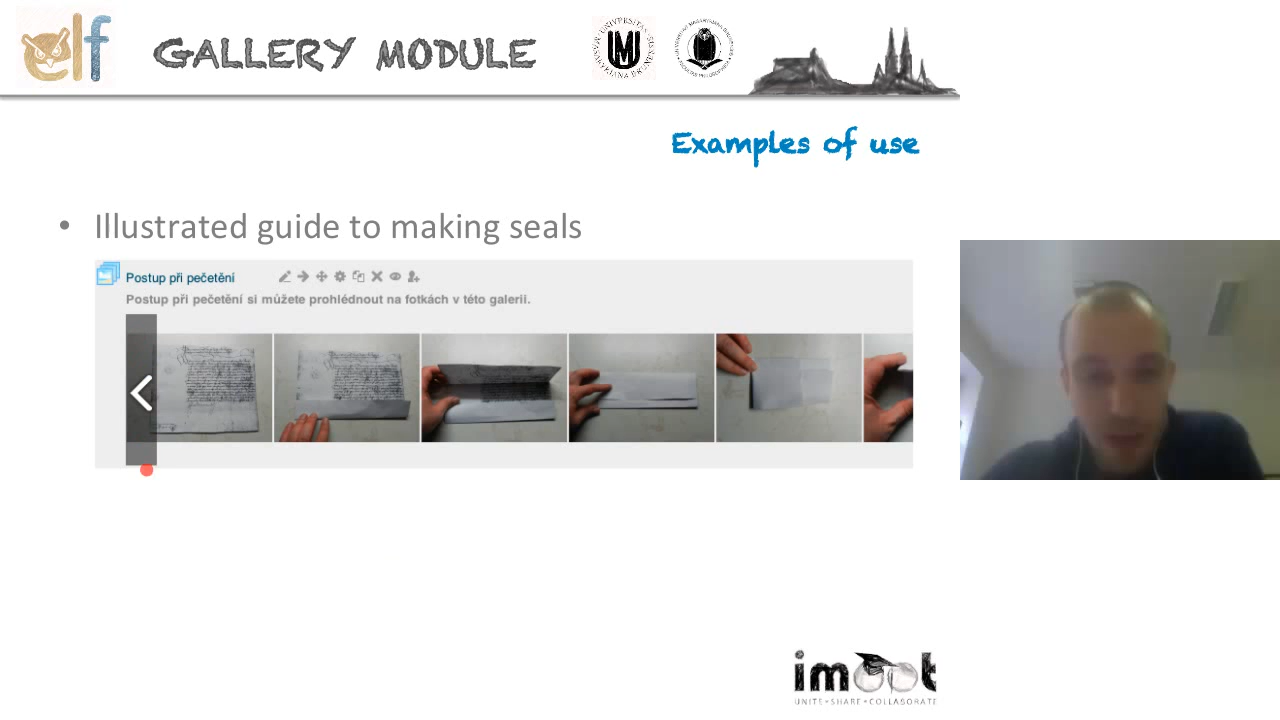 elf
GALLERY MODULE
Examples of use
• Illustrated guide to making seals
Postup při pečetění
Postup při pečetění si můžete prohlédnout na fotkách v této galerii.
imoot
UNITE•SHARE•COLLABORATE